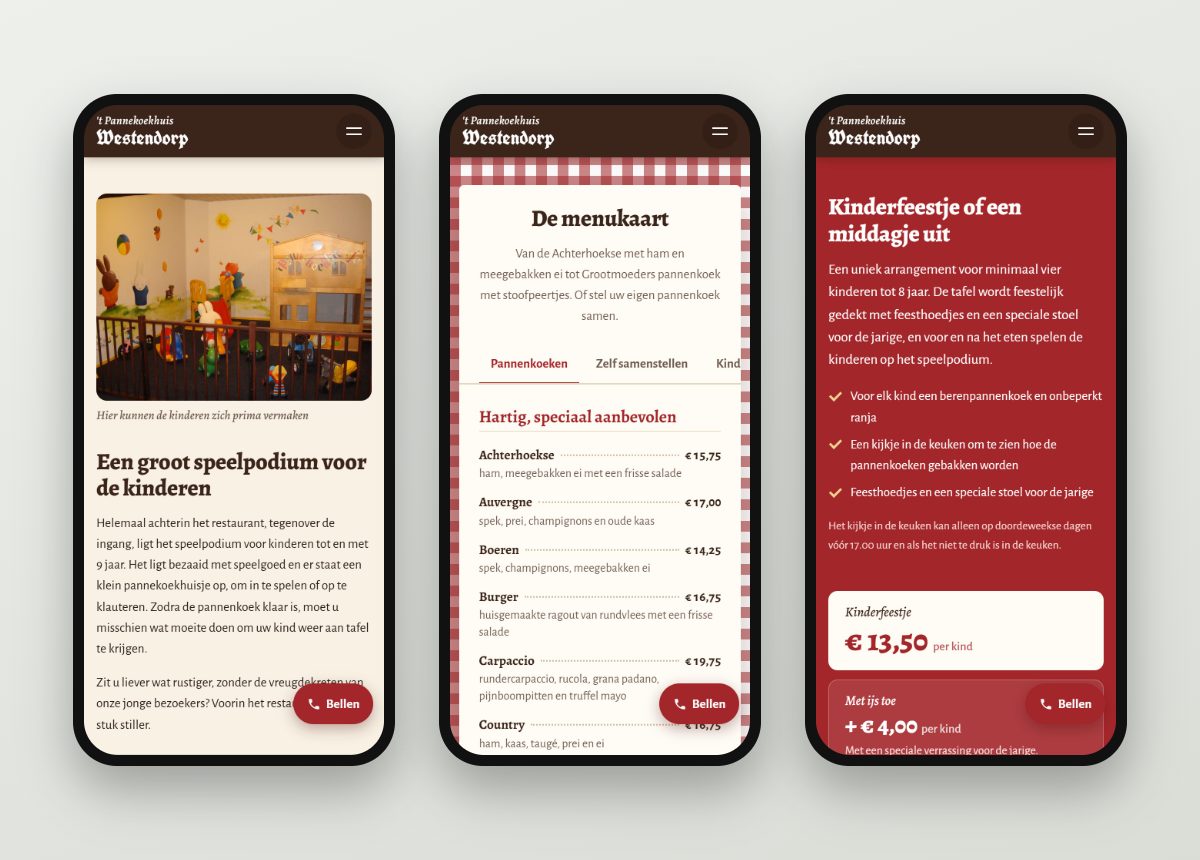 't Pannekoekhuis
Westendorp
Hier kunnen de kinderen zich prima vermaken
Een groot speelpodium voor
de kinderen
Helemaal achterin het restaurant, tegenover de
ingang, ligt het speelpodium voor kinderen tot en met
9 jaar. Het ligt bezaaid met speelgoed en er staat een
klein pannekoekhuisje op, om in te spelen of op te
klauteren. Zodra de pannenkoek klaar is, moet u
misschien wat moeite doen om uw kind weer aan tafel
te krijgen.
Zit u liever wat rustiger, zonder de vreugdekreten van
onze jonge bezoekers? Voorin het
stuk stiller.
Bellen
't Pannekoekhuis
Westendorp
De menukaart
Van de Achterhoekse met ham en
meegebakken ei tot Grootmoeders pannenkoek
met stoofpeertjes. Of stel uw eigen pannenkoek
samen.
Pannenkoeken Zelf samenstellen Kind
Hartig, speciaal aanbevolen
Achterhoekse € 15,75
ham, meegebakken ei met een frisse salade
Auvergne € 17,00
spek, prei, champignons en oude kaas
Boeren € 14,25
spek, champignons, meegebakken ei
Burger € 16,75
huisgemaakte ragout van rundvlees met een frisse
salade
Carpaccio € 19,75
rundercarpaccio, rucola, grana padano,
pijnboompitten en truffel mayo
Bellen
Country € 16,75
ham, kaas, taugé, prei en ei
't Pannekoekhuis
Westendorp
Kinderfeestje of een
middagje uit
Een uniek arrangement voor minimaal vier
kinderen tot 8 jaar. De tafel wordt feestelijk
gedekt met feesthoedjes en een speciale stoel
voor de jarige, en voor en na het eten spelen de
kinderen op het speelpodium.
Voor elk kind een berenpannenkoek en onbeperkt
ranja
Een kijkje in de keuken om te zien hoe de
pannenkoeken gebakken worden
Feesthoedjes en een speciale stoel voor de jarige
Het kijkje in de keuken kan alleen op doordeweekse dagen
vóór 17.00 uur en als het niet te druk is in de keuken.
Kinderfeestje
€ 13,50 per kind
Met ijs toe
+ € 4,00 per kind
Met een speciale verrassing voor de jarige.
Bellen